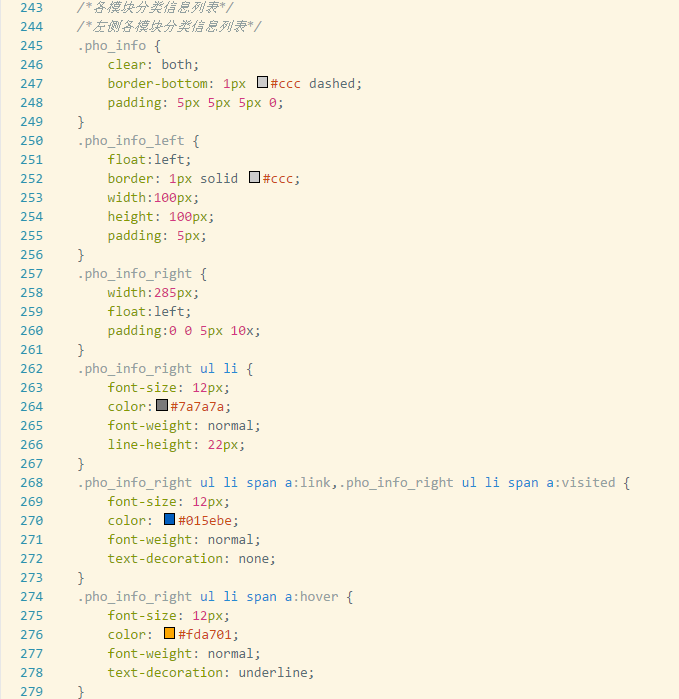 243 /*各模块分类信息列表*/
244 /*左侧各模块分类信息列表*/
245 .pho_info {
246 clear: both;
247 border-bottom: 1px #ccc dashed;
248 padding: 5px 5px 5px 0;
249 }
250 .pho_info_left {
251 float:left;
252 border: 1px solid #ccc;
253 width:100px;
254 height: 100px;
255 padding: 5px;
256 }
257 .pho_info_right {
258 width:285px;
259 float:left;
260 padding:0 0 5px 10x;
261 }
262 .pho_info_right ul li {
263 font-size: 12px;
264 color:#7a7a7a;
265 font-weight: normal;
266 line-height: 22px;
267 }
268 .pho_info_right ul li span a:link,.pho_info_right ul li span a:visited {
269 font-size: 12px;
270 color: #015ebe;
271 font-weight: normal;
272 text-decoration: none;
273 }
274 .pho_info_right ul li span a:hover {
275 font-size: 12px;
276 color: #fda701;
277 font-weight: normal;
278 text-decoration: underline;
279 }